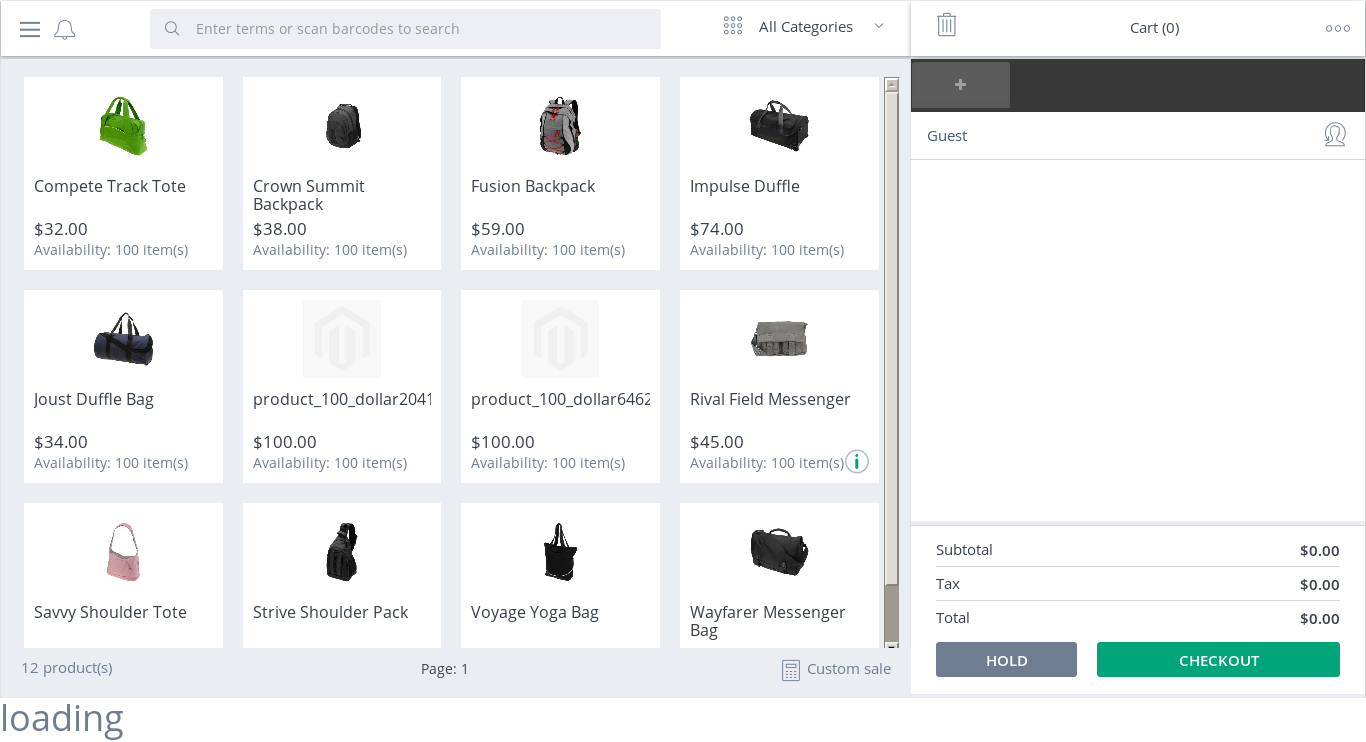 Enter terms or scan barcodes to search
All Categories
Cart (0)
+
Guest
Compete Track Tote
$32.00
Availability: 100 item(s)
Crown Summit
Backpack
$38.00
Availability: 100 item(s)
Fusion Backpack
$59.00
Availability: 100 item(s)
Impulse Duffle
$74.00
Availability: 100 item(s)
Joust Duffle Bag
$34.00
Availability: 100 item(s)
product_100_dollar2041
$100.00
Availability: 100 item(s)
product_100_dollar6462
$100.00
Availability: 100 item(s)
Rival Field Messenger
$45.00
Availability: 100 item(s)
Savvy Shoulder Tote
Strive Shoulder Pack
Voyage Yoga Bag
Wayfarer Messenger
Bag
12 product(s)
Page: 1
Custom sale
Subtotal $0.00
Tax $0.00
Total $0.00
HOLD
CHECKOUT
loading